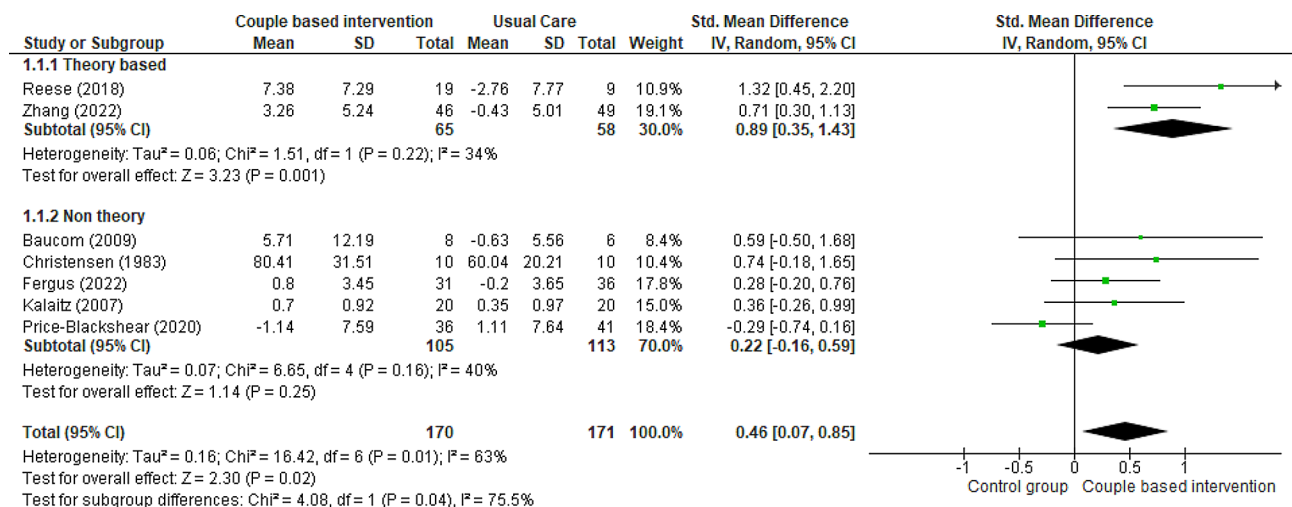 Couple based intervention Usual Care Std. Mean Difference Std. Mean Difference
Study or Subgroup Mean SD Total Mean SD Total Weight IV, Random, 95% CI IV, Random, 95% CI
1.1.1 Theory based
Reese (2018) 7.38 7.29 19 -2.76 7.77 9 10.9% 1.32 [0.45, 2.20]
Zhang (2022) 3.26 5.24 46 -0.43 5.01 49 19.1% 0.71 [0.30, 1.13]
Subtotal (95% CI) 65 58 30.0% 0.89 [0.35, 1.43]
Heterogeneity: Tau² = 0.06; Chi² = 1.51, df = 1 (P = 0.22); I² = 34%
Test for overall effect: Z = 3.23 (P = 0.001)
1.1.2 Non theory
Baucom (2009) 5.71 12.19 8 -0.63 5.56 6 8.4% 0.59 [-0.50, 1.68]
Christensen (1983) 80.41 31.51 10 60.04 20.21 10 10.4% 0.74 [-0.18, 1.65]
Fergus (2022) 0.8 3.45 31 -0.2 3.65 36 17.8% 0.28 [-0.20, 0.76]
Kalaitz (2007) 0.7 0.92 20 0.35 0.97 20 15.0% 0.36 [-0.26, 0.99]
Price-Blackshear (2020) -1.14 7.59 36 1.11 7.64 41 18.4% -0.29 [-0.74, 0.16]
Subtotal (95% CI) 105 113 70.0% 0.22 [-0.16, 0.59]
Heterogeneity: Tau² = 0.07; Chi² = 6.65, df = 4 (P = 0.16); I² = 40%
Test for overall effect: Z = 1.14 (P = 0.25)
Total (95% CI) 170 171 100.0% 0.46 [0.07, 0.85]
Heterogeneity: Tau² = 0.16; Chi² = 16.42, df = 6 (P = 0.01); I² = 63%
Test for overall effect: Z = 2.30 (P = 0.02)
Test for subgroup differences: Chi² = 4.08, df = 1 (P = 0.04), I² = 75.5%
-1 -0.5 0 0.5 1
Control group Couple based intervention